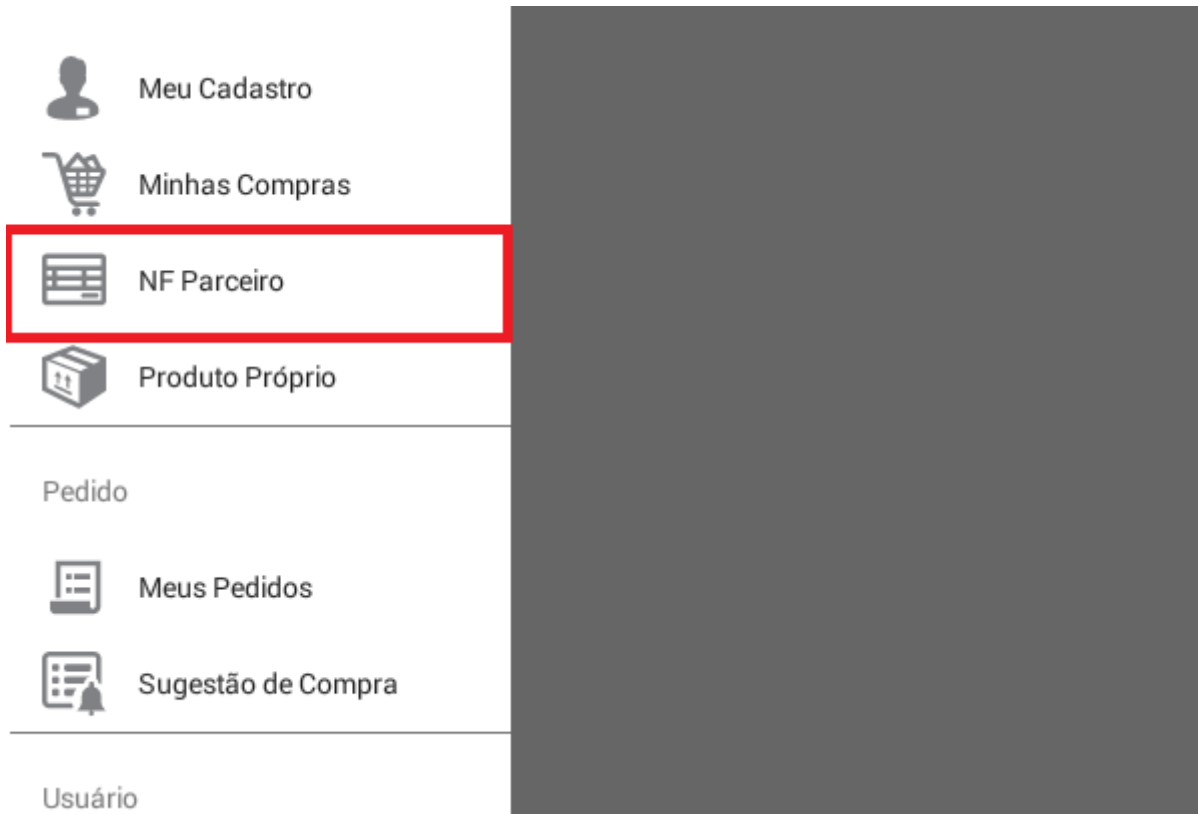 Meu Cadastro
Minhas Compras
NF Parceiro
Produto Próprio
Pedido
Meus Pedidos
Sugestão de Compra
Usuário